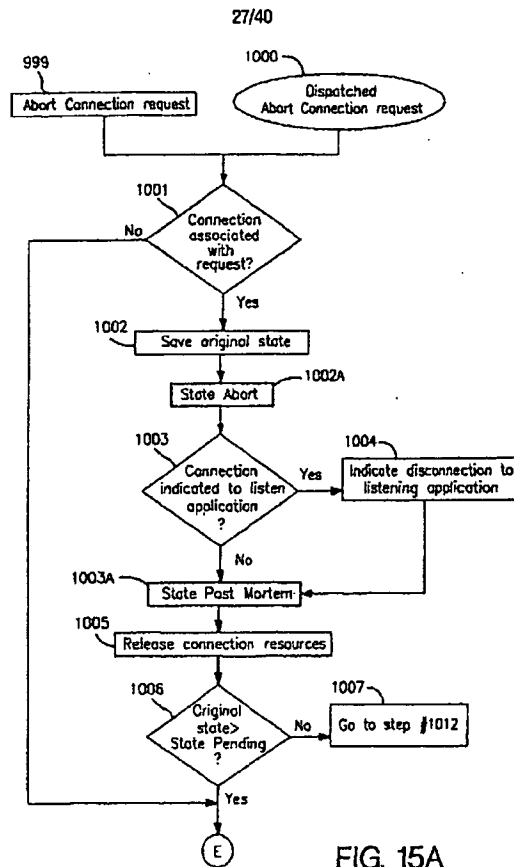 27/40
999
Abort Connection request
1000
Dispatched
Abort Connection request
1001
Connection
associated
with
request?
No
Yes
1002
Save original state
1002A
State Abort
1003
Connection
indicated to listen
application
?
Yes
1004
Indicate disconnection to
listening application
No
1003A
State Post Mortem
1005
Release connection resources
1006
Original
state>
State Pending
?
No
1007
Go to step #1012
Yes
E
FIG. 15A